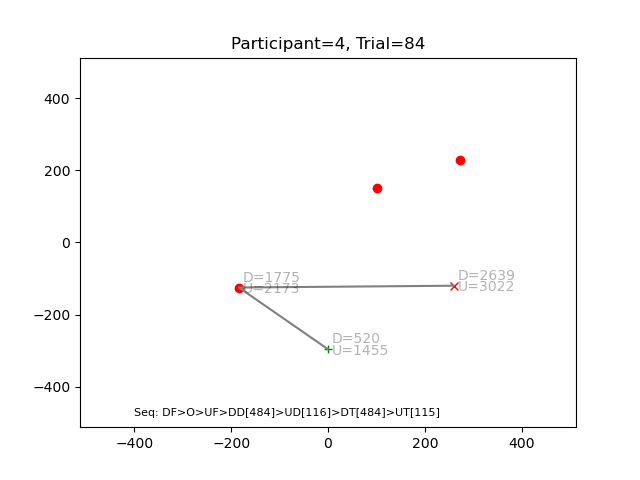 Participant=4, Trial=84
400
200
0
−200
−400
D=1775
U=2173
D=2639
U=3022
D=520
U=1455
Seq: DF>O>UF>DD[484]>UD[116]>DT[484]>UT[115]
−400 −200 0 200 400